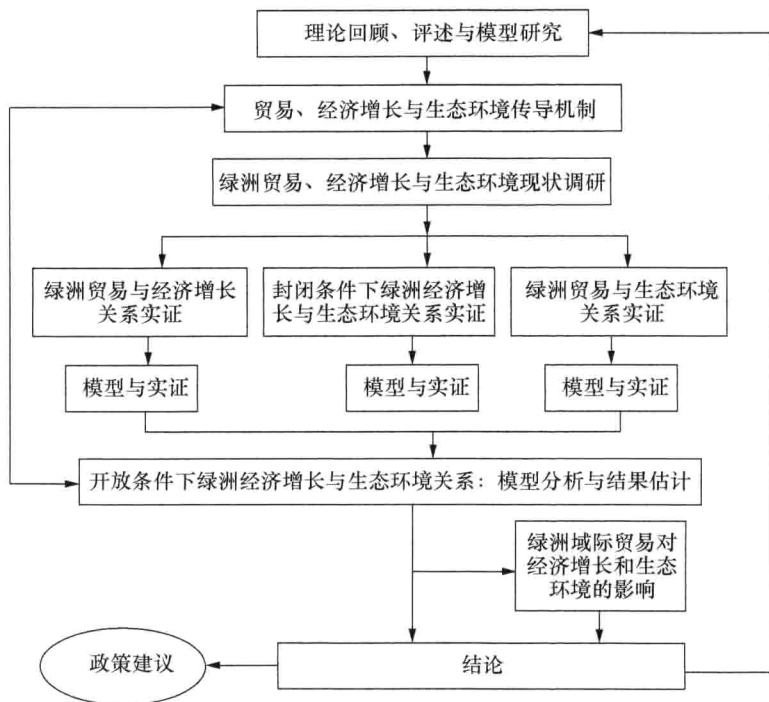 理论回顾、评述与模型研究
贸易、经济增长与生态环境传导机制
绿洲贸易、经济增长与生态环境现状调研
绿洲贸易与经济增长
关系实证
封闭条件下绿洲经济增
长与生态环境关系实证
绿洲贸易与生态环境
关系实证
模型与实证
模型与实证
模型与实证
开放条件下绿洲经济增长与生态环境关系：模型分析与结果估计
绿洲域际贸易对
经济增长和生态
环境的影响
政策建议
结论